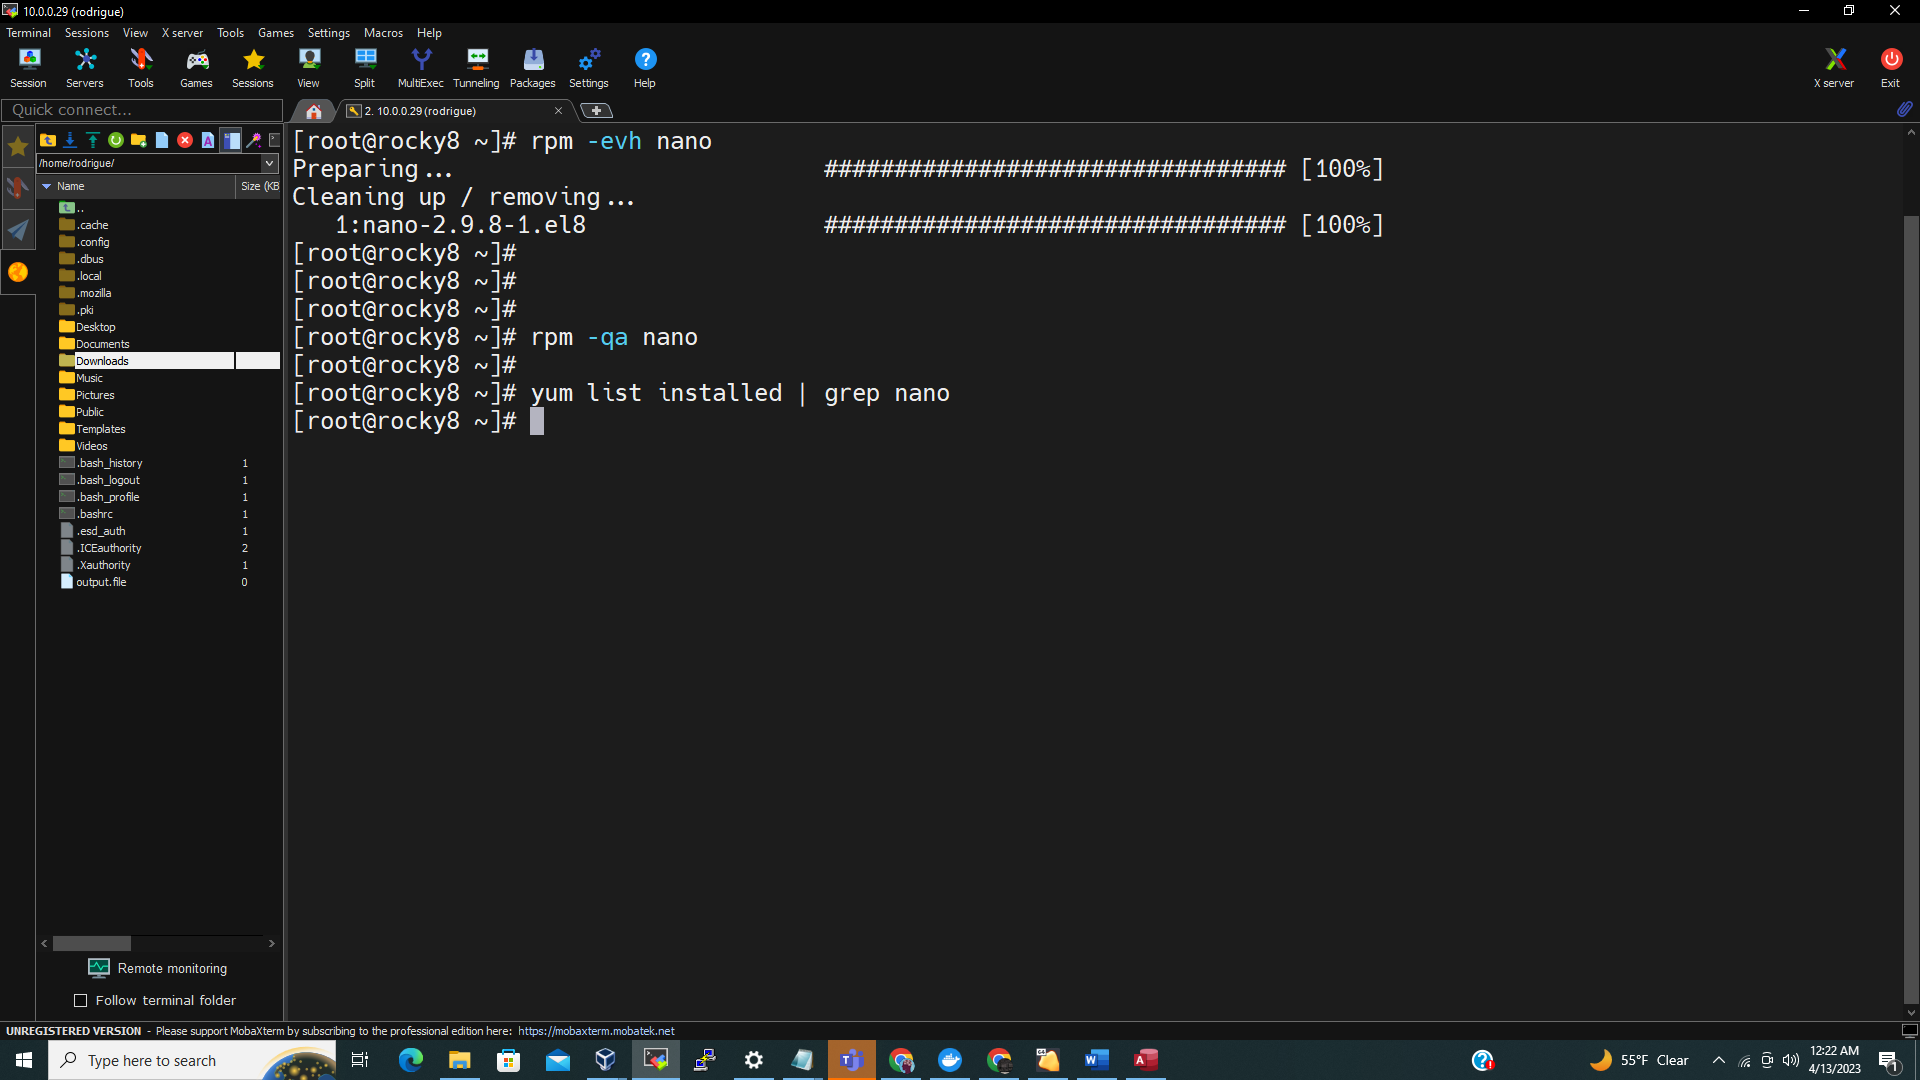 10.0.0.29 (rodrigue)
Terminal Sessions View X server Tools Games Settings Macros Help
Session Servers Tools Games Sessions View Split MultiExec Tunneling Packages Settings Help X server Exit
Quick connect...
2. 10.0.0.29 (rodrigue)
/home/rodrigue/
Name Size (KB
..
.cache
.config
.dbus
.local
.mozilla
.pki
Desktop
Documents
Downloads
Music
Pictures
Public
Templates
Videos
.bash_history 1
.bash_logout 1
.bash_profile 1
.bashrc 1
.esd_auth 1
.ICEauthority 2
.Xauthority 1
output.file 0
Remote monitoring
Follow terminal folder
[root@rocky8 ~]# rpm -evh nano
Preparing... ################################# [100%]
Cleaning up / removing...
1:nano-2.9.8-1.el8 ################################# [100%]
[root@rocky8 ~]#
[root@rocky8 ~]#
[root@rocky8 ~]#
[root@rocky8 ~]# rpm -qa nano
[root@rocky8 ~]#
[root@rocky8 ~]# yum list installed | grep nano
[root@rocky8 ~]#
UNREGISTERED VERSION - Please support MobaXterm by subscribing to the professional edition here: https://mobaxterm.mobatek.net
Type here to search
55°F Clear
12:22 AM
4/13/2023
1